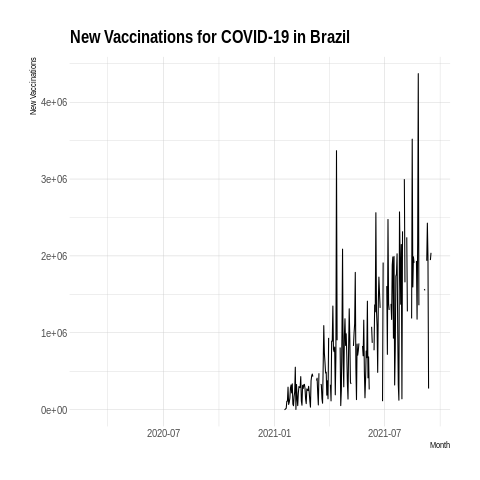 New Vaccinations for COVID-19 in Brazil
New Vaccinations
4e+06
3e+06
2e+06
1e+06
0e+00
2020-07 2021-01 2021-07
Month